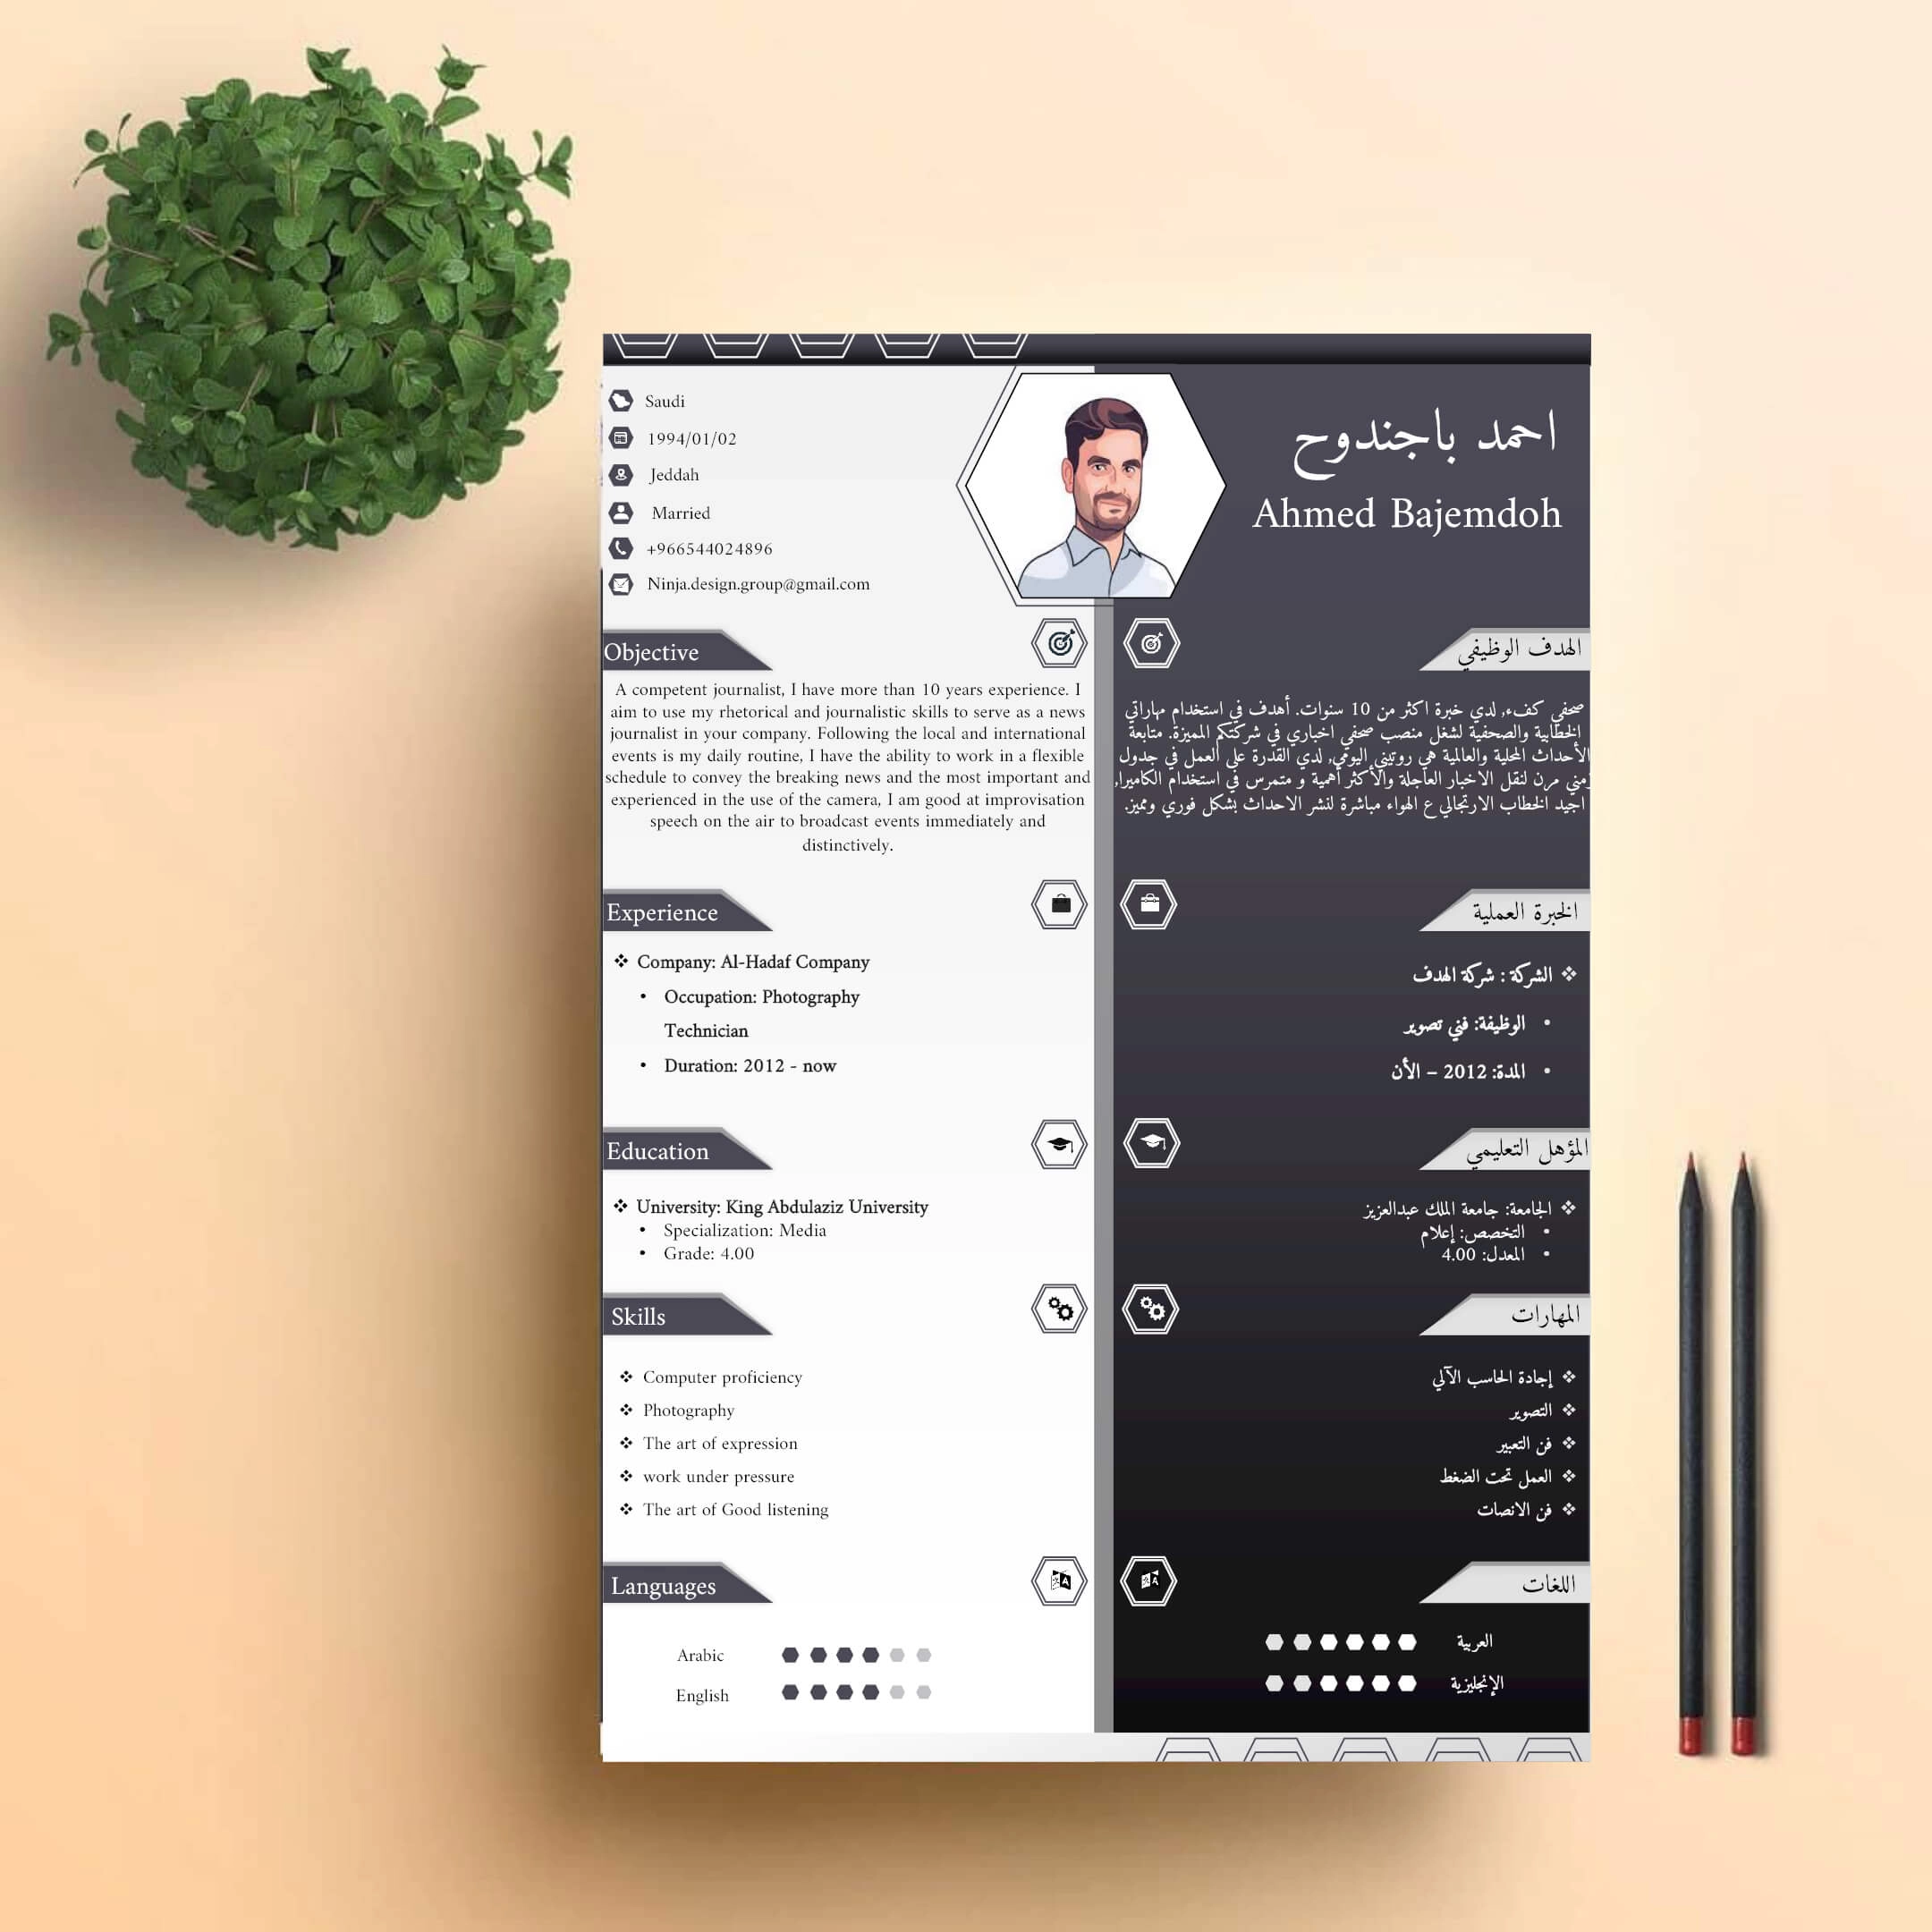 Saudi
1994/01/02
Jeddah
Married
+966544024896
Ninja.design.group@gmail.com
احمد باجندوح
Ahmed Bajemdoh
Objective
A competent journalist, I have more than 10 years experience. I
aim to use my rhetorical and journalistic skills to serve as a news
journalist in your company. Following the local and international
events is my daily routine, I have the ability to work in a flexible
schedule to convey the breaking news and the most important and
experienced in the use of the camera, I am good at improvisation
speech on the air to broadcast events immediately and
distinctively.
Experience
❖ Company: Al-Hadaf Company
• Occupation: Photography
Technician
• Duration: 2012 - now
Education
❖ University: King Abdulaziz University
• Specialization: Media
• Grade: 4.00
Skills
❖ Computer proficiency
❖ Photography
❖ The art of expression
❖ work under pressure
❖ The art of Good listening
Languages
Arabic
English
الهدف الوظيفي
صحفي كفء, لدي خبرة اكثر من 10 سنوات. أهدف في استخدام مهاراتي
الخطابية والصحفية لشغل منصب صحفي اخباري في شركتكم المميزة. متابعة
الأحداث المحلية والعالمية هي روتيني اليومي, لدي القدرة على العمل في جدول
زمني مرن لنقل الاخبار العاجلة والأكثر أهمية و متمرس في استخدام الكاميرا,
اجيد الخطاب الارتجالي ع الهواء مباشرة لنشر الاحداث بشكل فوري ومميز.
الخبرة العملية
❖ الشركة : شركة الهدف
• الوظيفة: فني تصوير
• المدة: 2012 – الأن
المؤهل التعليمي
❖ الجامعة: جامعة الملك عبدالعزيز
• التخصص: إعلام
• المعدل: 4.00
المهارات
❖ إجادة الحاسب الآلي
❖ التصوير
❖ فن التعبير
❖ العمل تحت الضغط
❖ فن الانصات
اللغات
العربية
الإنجليزية